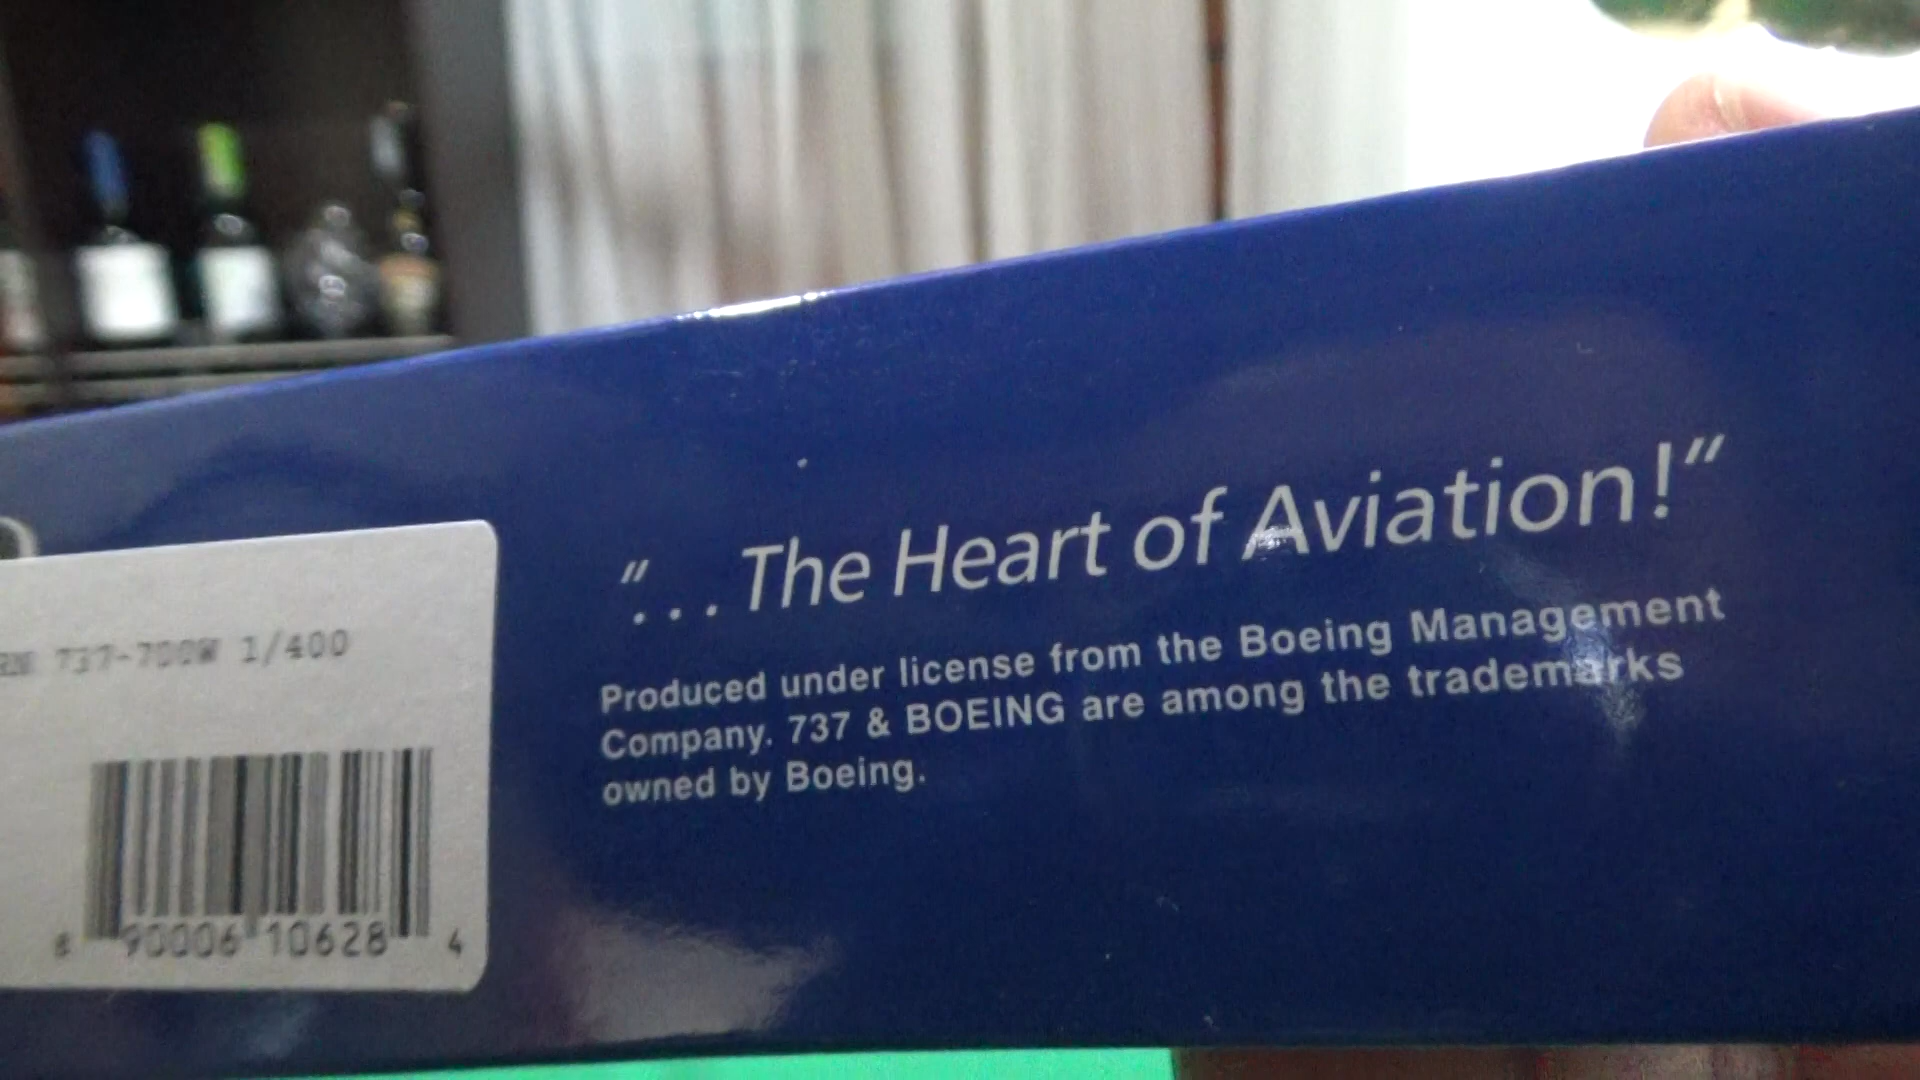 737-700W 1/400
90006 10628 4
"...The Heart of Aviation!"
Produced under license from the Boeing Management
Company. 737 & BOEING are among the trademarks
owned by Boeing.